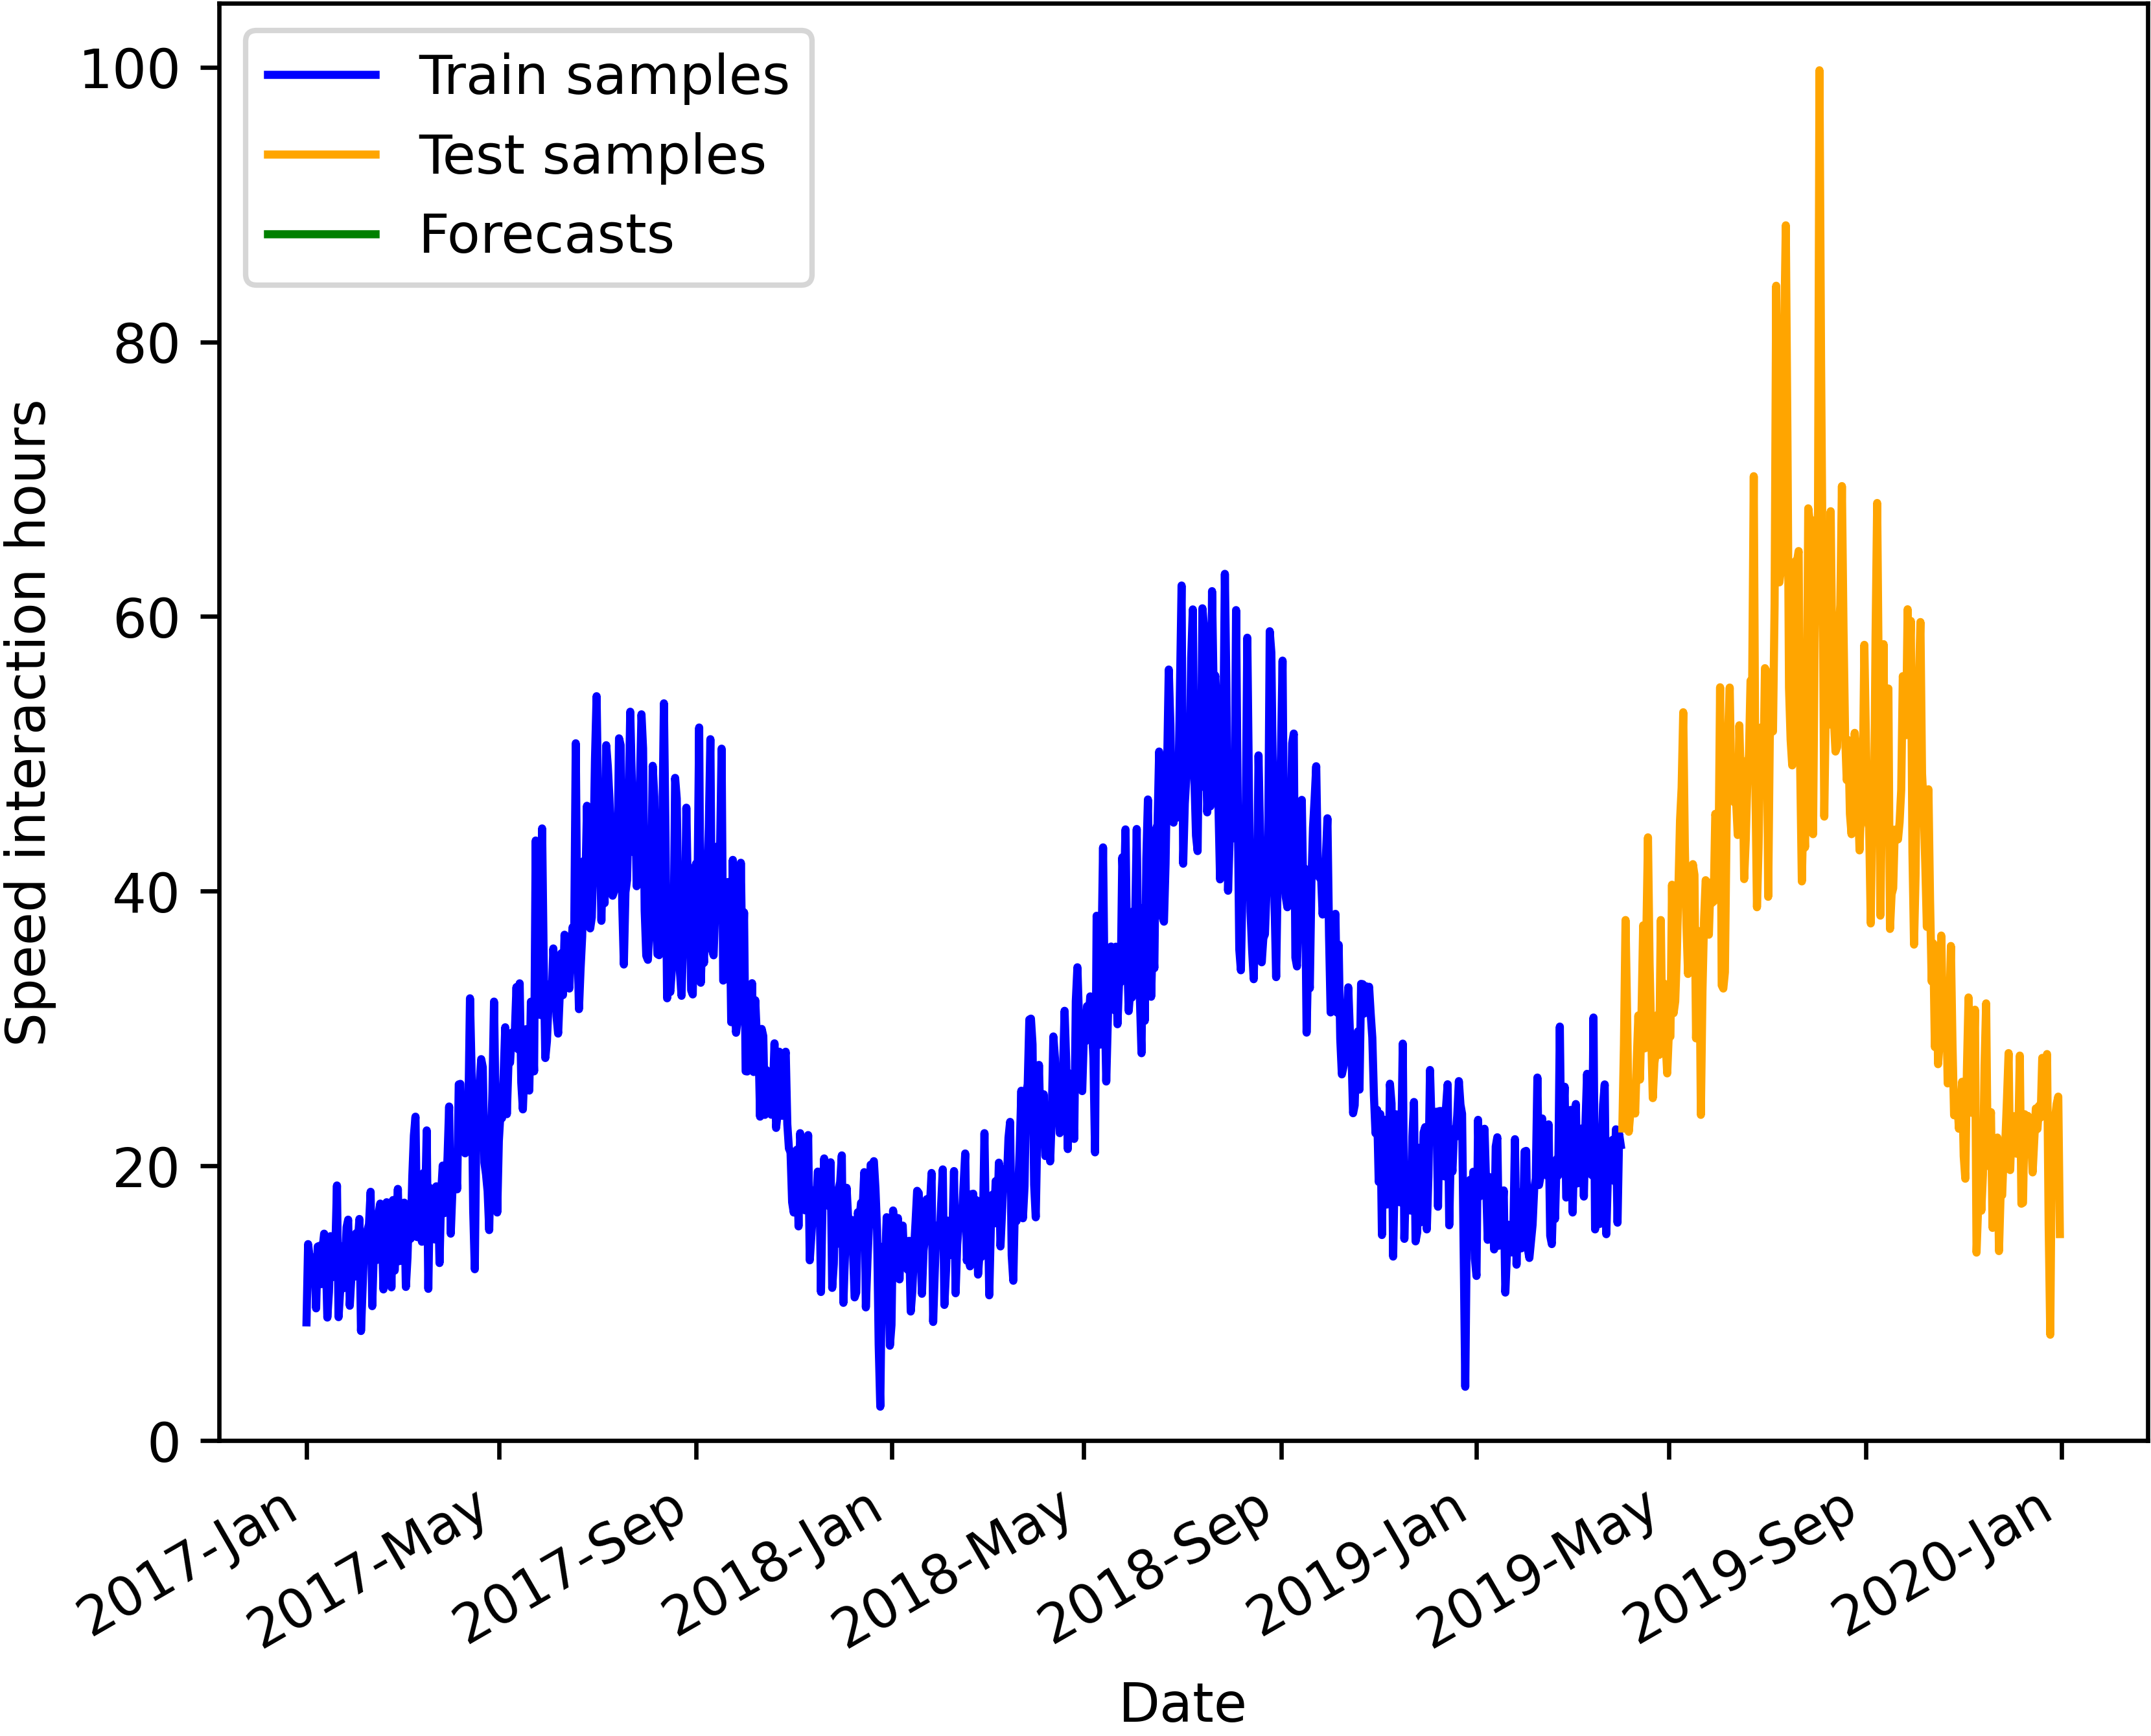 Train samples
Test samples
Forecasts
Speed interaction hours
100
80
60
40
20
0
2017-Jan
2017-May
2017-Sep
2018-Jan
2018-May
2018-Sep
2019-Jan
2019-May
2019-Sep
2020-Jan
Date